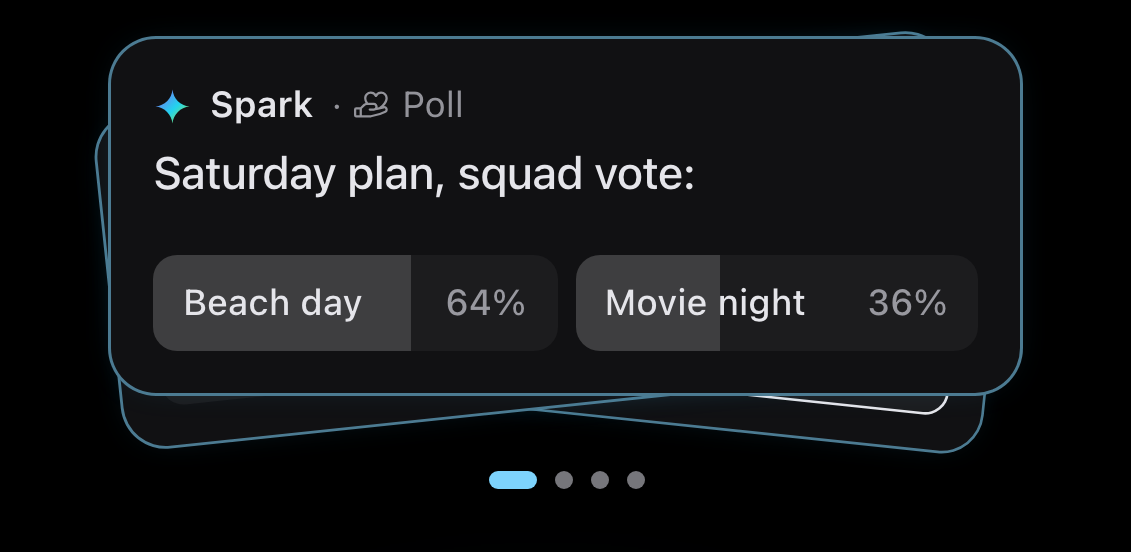 Spark · Poll
Saturday plan, squad vote:
Beach day 64% Movie night 36%